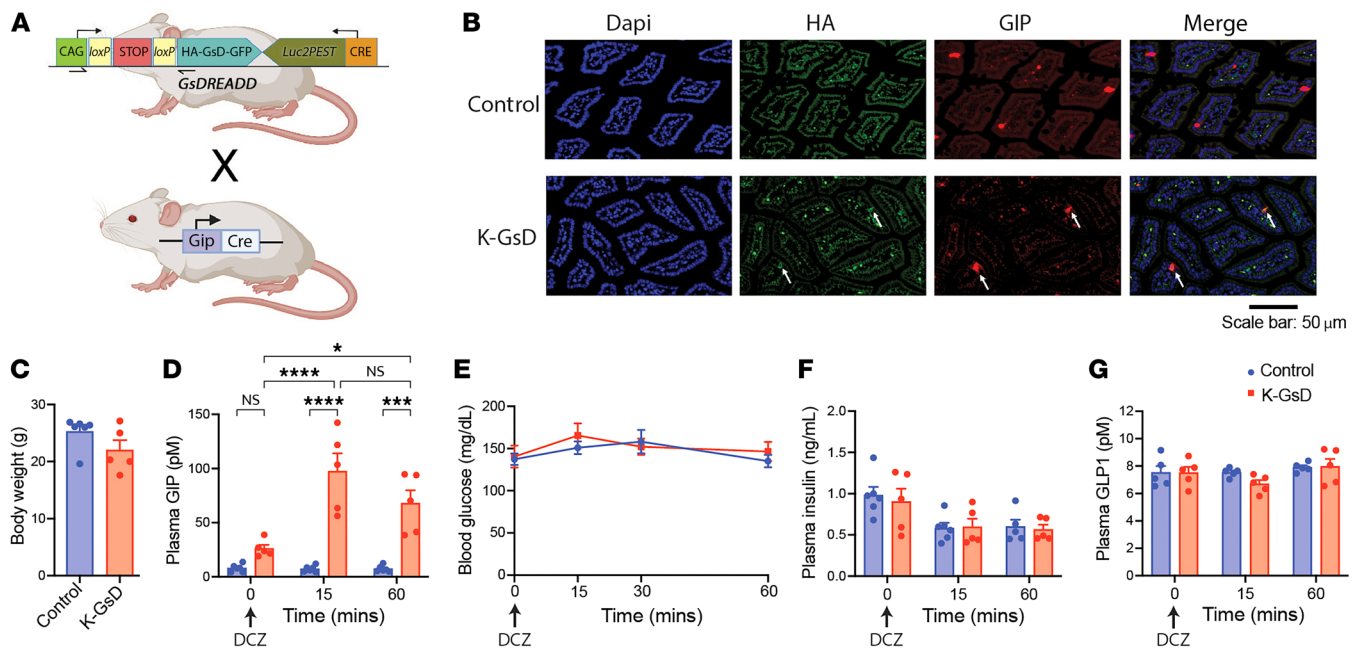 A
CAG loxP STOP loxP HA-GsD-GFP Luc2PEST CRE
GsDREADD
X
Gip Cre
B
Dapi HA GIP Merge
Control
K-GsD
Scale bar: 50 μm
C
Body weight (g)
30
20
10
0
Control K-GsD
D
Plasma GIP (pM)
*
**** NS
NS **** ***
150
100
50
0
0 15 60
Time (mins)
DCZ
E
Blood glucose (mg/dL)
200
150
100
50
0
0 15 30 60
Time (mins)
DCZ
F
Plasma insulin (ng/mL)
2.0
1.5
1.0
0.5
0.0
0 15 60
Time (mins)
DCZ
Control
K-GsD
G
Plasma GLP1 (pM)
12
10
8
6
4
2
0
0 15 60
Time (mins)
DCZ